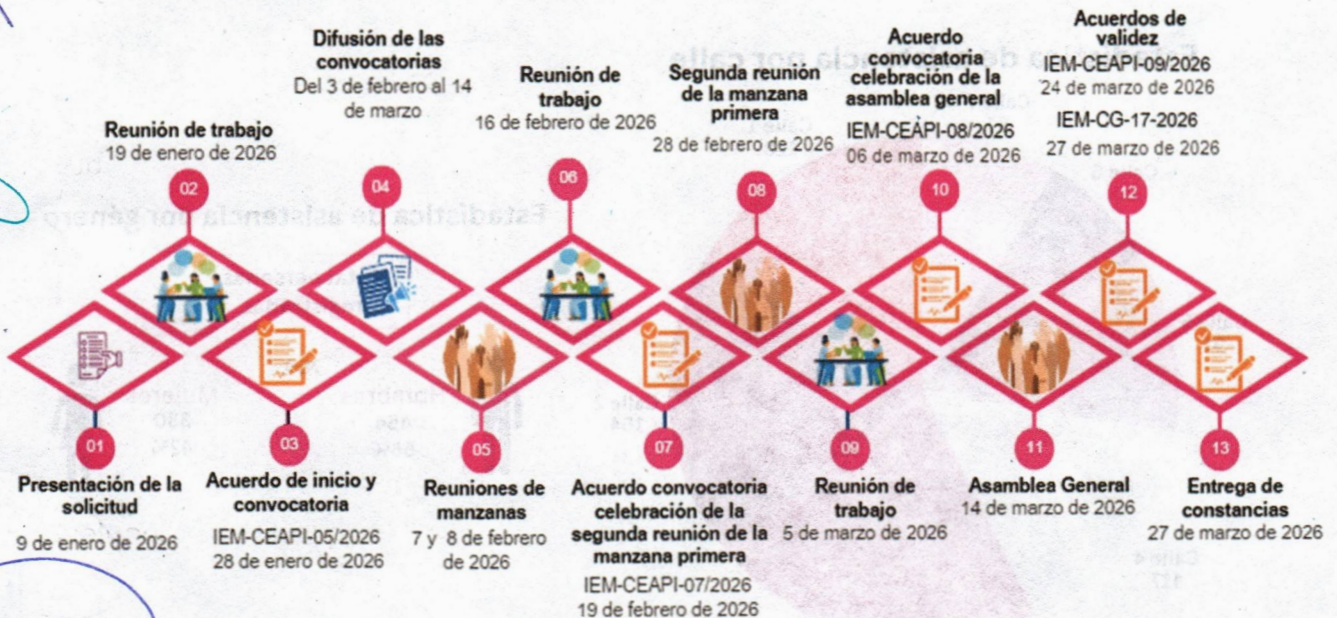 01
Presentación de la
solicitud
9 de enero de 2026
Reunión de trabajo
19 de enero de 2026
02
03
Acuerdo de inicio y
convocatoria
IEM-CEAPI-05/2026
28 de enero de 2026
Difusión de las
convocatorias
Del 3 de febrero al 14
de marzo
04
05
Reuniones de
manzanas
7 y 8 de febrero
de 2026
Reunión de
trabajo
16 de febrero de 2026
06
07
Acuerdo convocatoria
celebración de la
segunda reunión de la
manzana primera
IEM-CEAPI-07/2026
19 de febrero de 2026
Segunda reunión
de la manzana
primera
28 de febrero de 2026
08
09
Reunión de
trabajo
5 de marzo de 2026
Acuerdo
convocatoria
celebración de la
asamblea general
IEM-CEAPI-08/2026
06 de marzo de 2026
10
11
Asamblea General
14 de marzo de 2026
Acuerdos de
validez
IEM-CEAPI-09/2026
24 de marzo de 2026
IEM-CG-17-2026
27 de marzo de 2026
12
13
Entrega de
constancias
27 de marzo de 2026